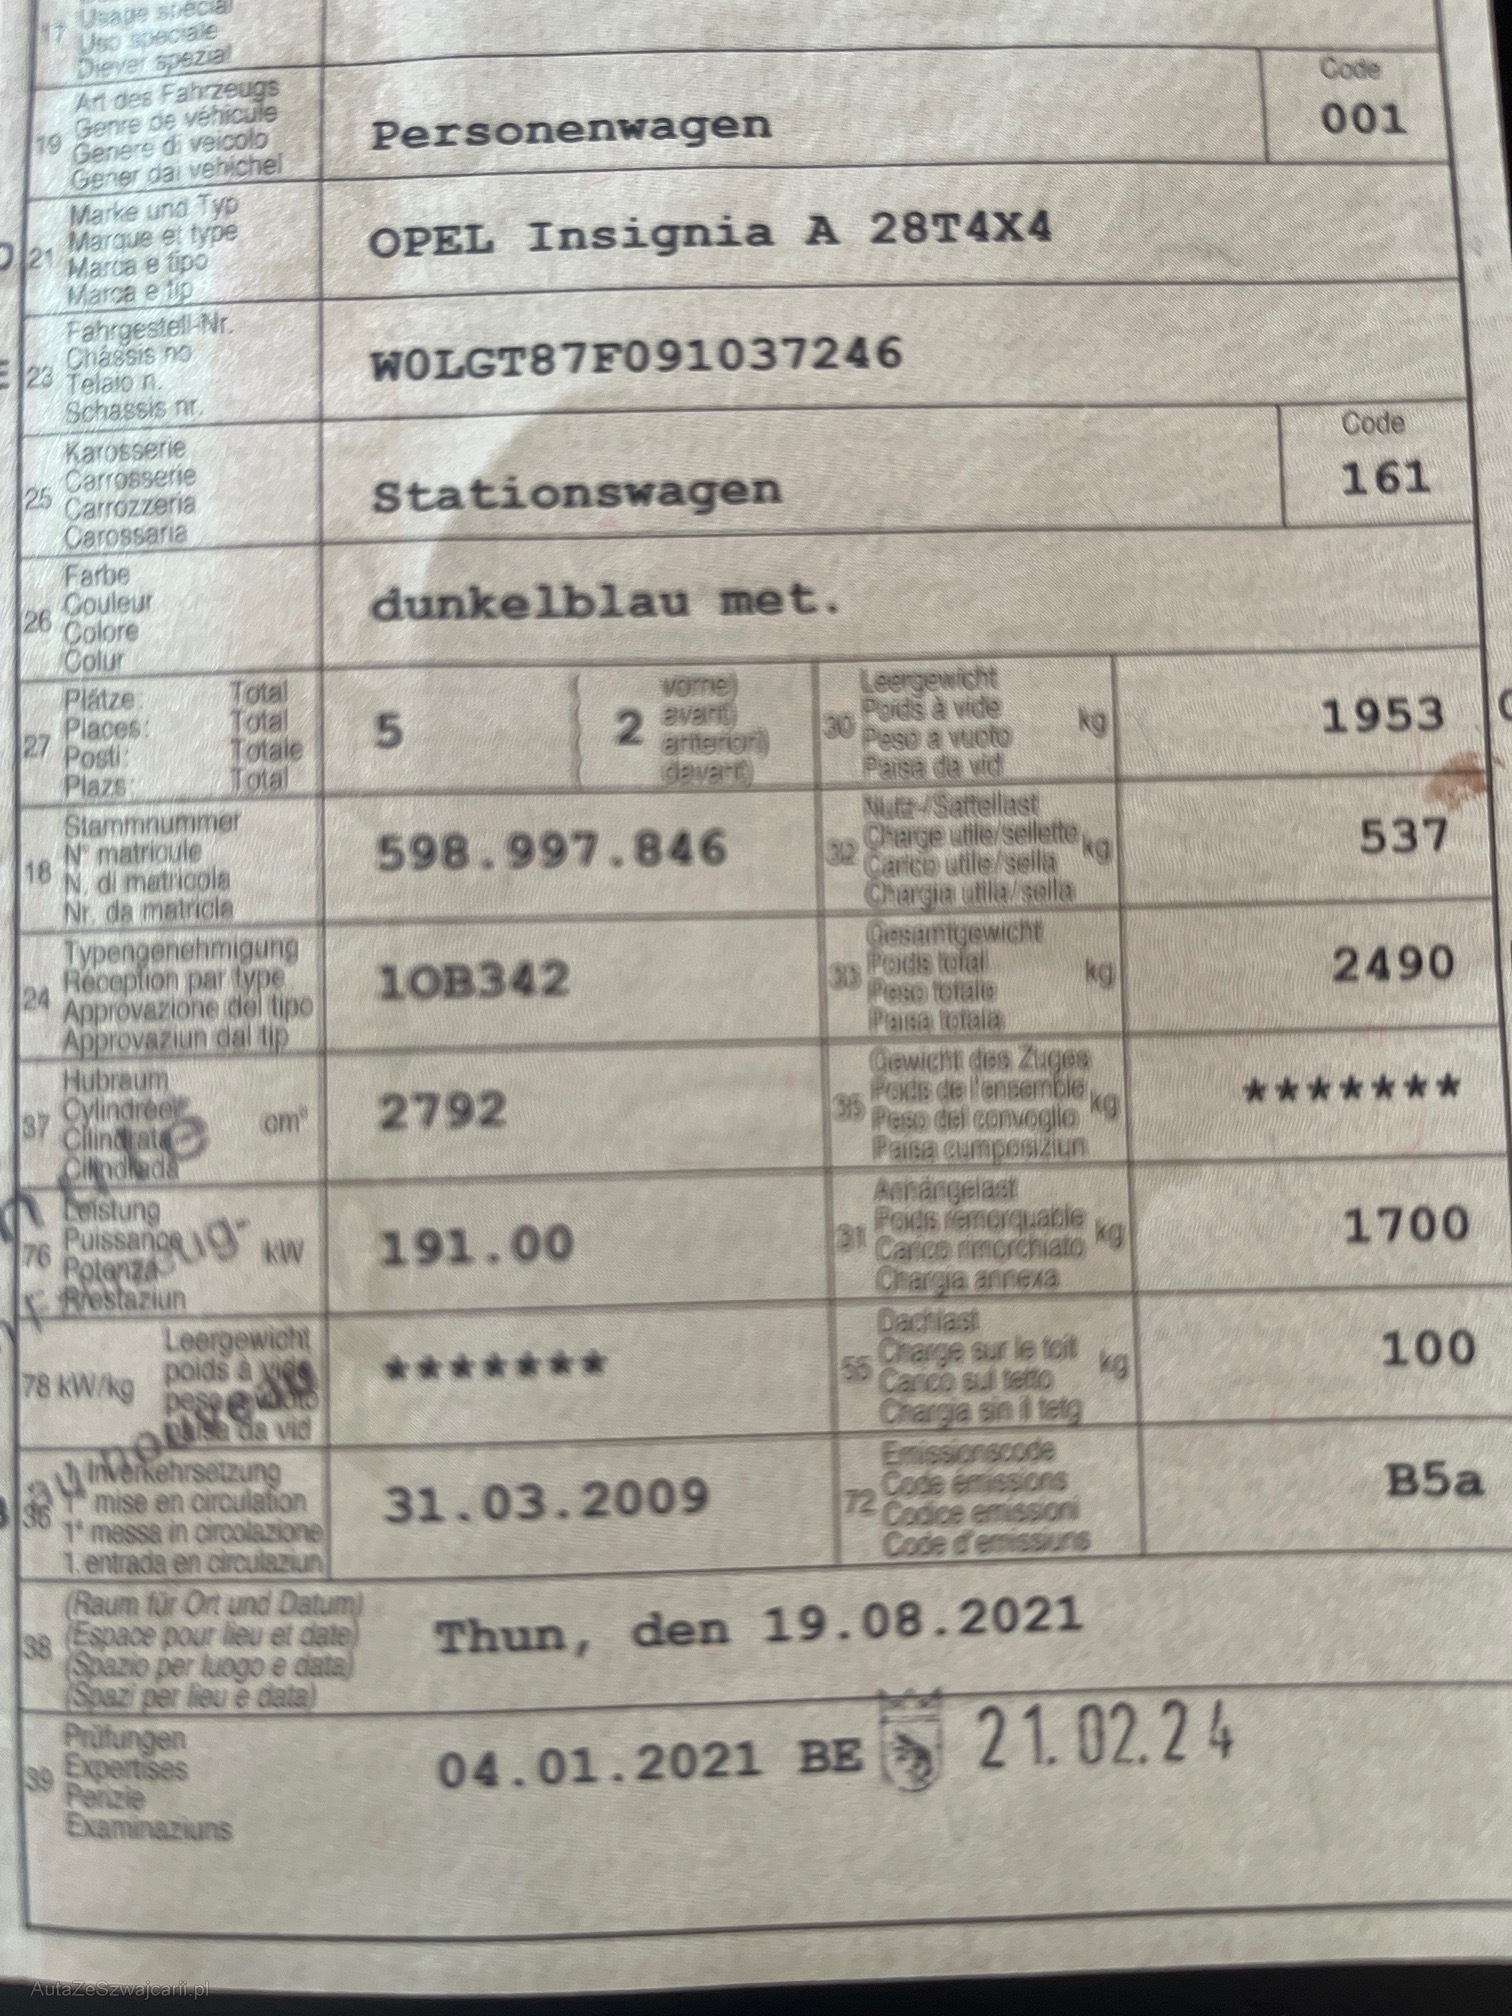 17 Usage spécial
Uso speciale
Diever spezial
19 Art des Fahrzeugs
Genre de véhicule
Genere di veicolo
Gener dal vehichel
Personenwagen
Code
001
21 Marke und Typ
Marque et type
Marca e tipo
Marca e tip
OPEL Insignia A 28T4X4
23 Fahrgestell-Nr.
Châssis no
Telaio n.
Schassis nr.
W0LGT87F091037246
25 Karosserie
Carrosserie
Carrozzeria
Carossaria
Stationswagen
Code
161
26 Farbe
Couleur
Colore
Colur
dunkelblau met.
27 Plätze: Total
Places: Total
Posti: Totale
Plazs: Total
5
2
vorne)
avant)
anteriori)
(davant)
30 Leergewicht
Poids à vide
Peso a vuoto
Paisa da vid
kg
1953
18 Stammnummer
N° matricule
N. di matricola
Nr. da matricla
598.997.846
32 Nutz-/Sattellast
Charge utile/sellette
Carico utile/sella
Chargia utila/sella
kg
537
24 Typengenehmigung
Réception par type
Approvazione del tipo
Approvaziun dal tip
1OB342
33 Gesamtgewicht
Poids total
Peso totale
Paisa totala
kg
2490
37 Hubraum
Cylindrée
Cilindrata
Cilindrada
cm³
2792
35 Gewicht des Zuges
Poids de l'ensemble
Peso del convoglio
Paisa cumposiziun
kg
*******
76 Leistung
Puissance
Potenza
Prestaziun
kW
191.00
31 Anhängelast
Poids remorquable
Carico rimorchiato
Chargia annexa
kg
1700
78 kW/kg
Leergewicht
poids à vide
peso a vuoto
paisa da vid
*******
55 Dachlast
Charge sur le toit
Carico sul tetto
Chargia sin il tetg
kg
100
36 1. Inverkehrsetzung
1re mise en circulation
1a messa in circolazione
1. entrada en circulaziun
31.03.2009
72 Emissionscode
Code émissions
Codice emissioni
Code d'emissiuns
B5a
38 (Raum für Ort und Datum)
(Espace pour lieu et date)
(Spazio per luogo e data)
(Spazi per lieu e data)
Thun, den 19.08.2021
39 Prüfungen
Expertises
Perizie
Examinaziuns
04.01.2021 BE 21.02.24
AutaZeSzwajcarii.pl